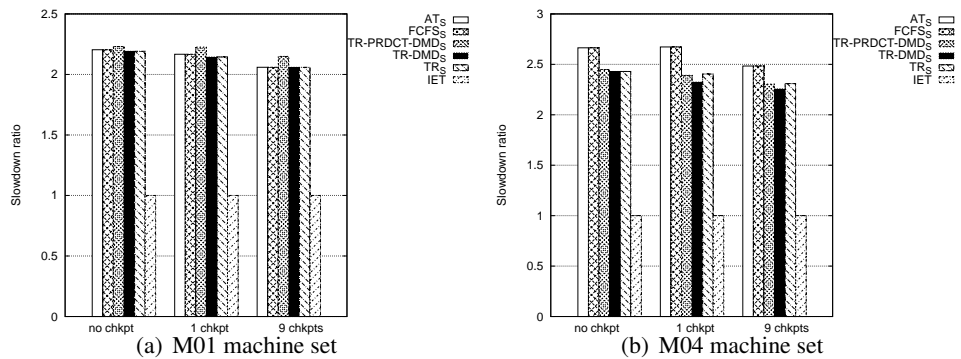 2.5
2
1.5
1
0.5
0
Slowdown ratio
no chkpt 1 chkpt 9 chkpts
AT_S
FCFS_S
TR-PRDCT-DMD_S
TR-DMD_S
TR_S
IET
(a) M01 machine set
3
2.5
2
1.5
1
0.5
0
Slowdown ratio
no chkpt 1 chkpt 9 chkpts
AT_S
FCFS_S
TR-PRDCT-DMD_S
TR-DMD_S
TR_S
IET
(b) M04 machine set